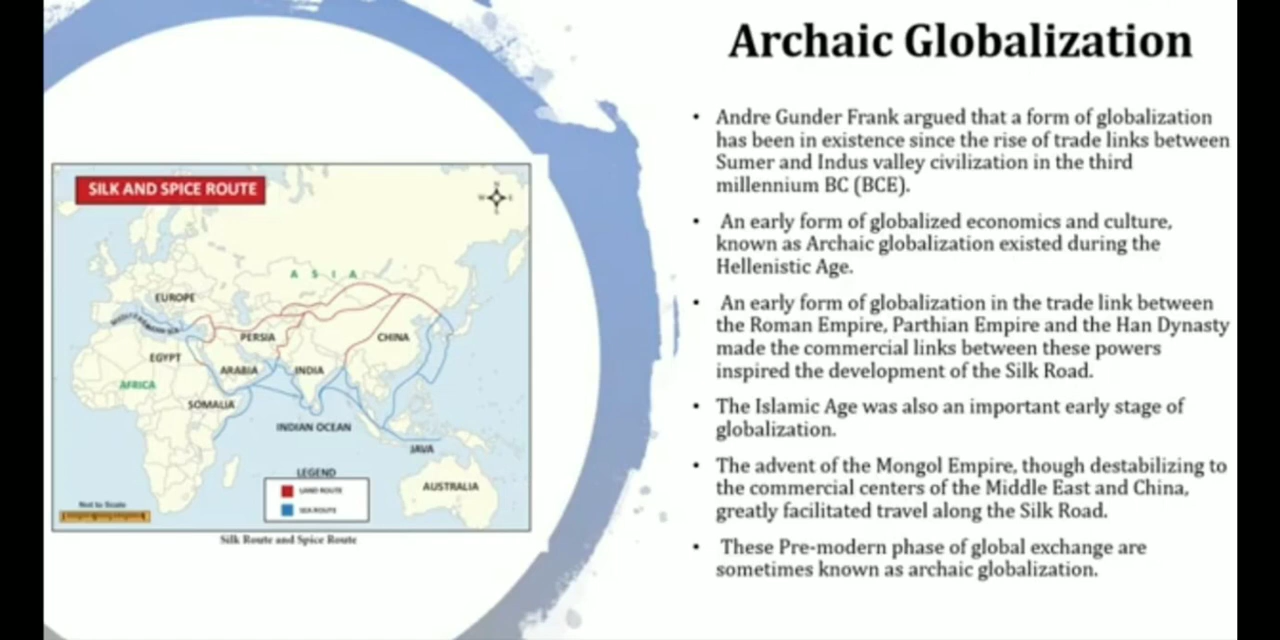 Archaic Globalization
• Andre Gunder Frank argued that a form of globalization
has been in existence since the rise of trade links between
Sumer and Indus valley civilization in the third
millennium BC (BCE).
• An early form of globalized economics and culture,
known as Archaic globalization existed during the
Hellenistic Age.
• An early form of globalization in the trade link between
the Roman Empire, Parthian Empire and the Han Dynasty
made the commercial links between these powers
inspired the development of the Silk Road.
• The Islamic Age was also an important early stage of
globalization.
• The advent of the Mongol Empire, though destabilizing to
the commercial centers of the Middle East and China,
greatly facilitated travel along the Silk Road.
• These Pre-modern phase of global exchange are
sometimes known as archaic globalization.
SILK AND SPICE ROUTE
N
W E
S
ASIA
EUROPE
MEDITERRANEAN SEA
PERSIA
CHINA
EGYPT
ARABIA
INDIA
AFRICA
SOMALIA
INDIAN OCEAN
JAVA
AUSTRALIA
LEGEND
LAND ROUTE
SEA ROUTE
Not to Scale
Silk Route and Spice Route